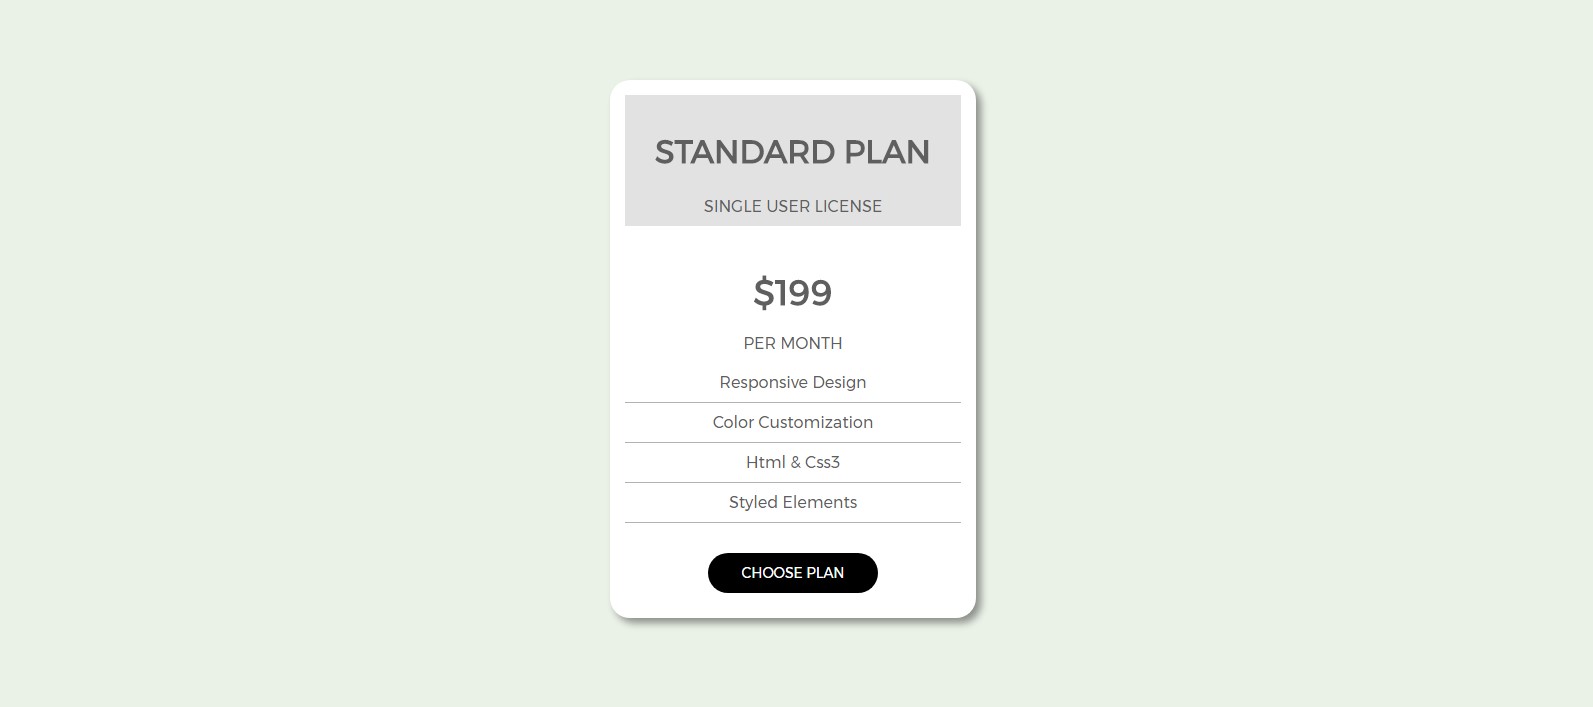 STANDARD PLAN
SINGLE USER LICENSE
$199
PER MONTH
Responsive Design
Color Customization
Html & Css3
Styled Elements
CHOOSE PLAN